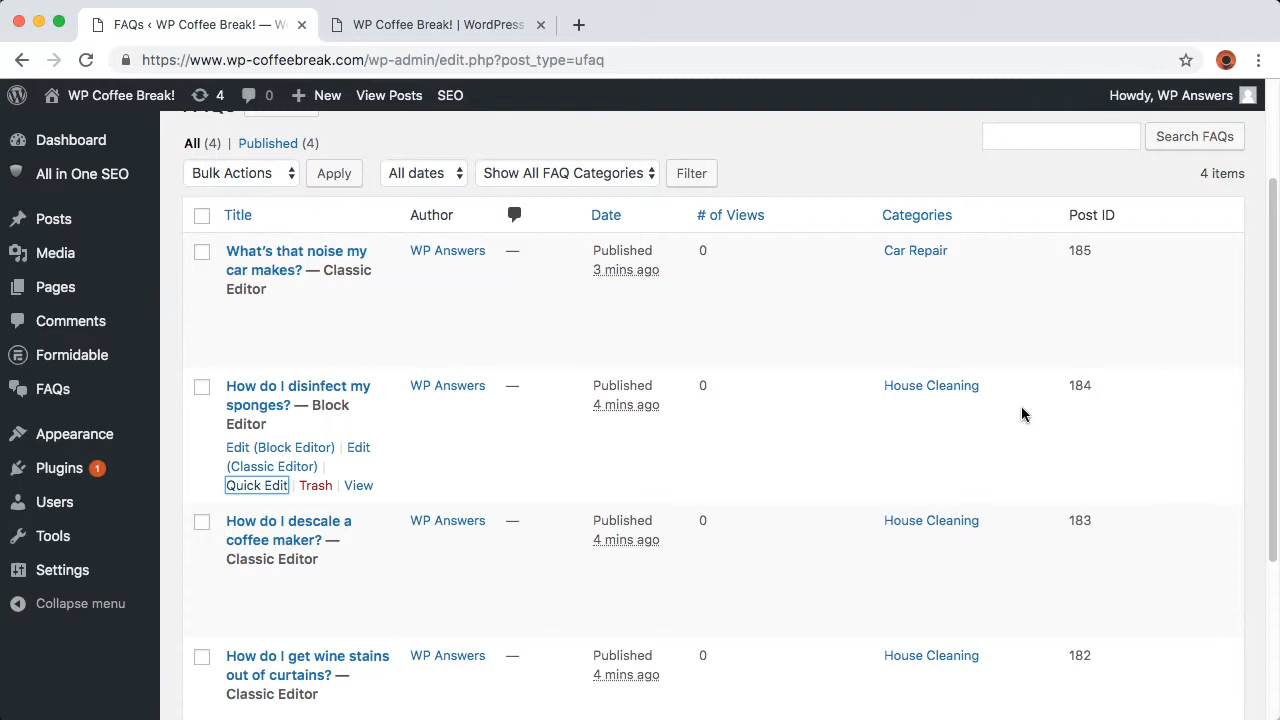 FAQs ‹ WP Coffee Break! — W
WP Coffee Break! | WordPress
https://www.wp-coffeebreak.com/wp-admin/edit.php?post_type=ufaq
WP Coffee Break! 4 0 New View Posts SEO Howdy, WP Answers
Dashboard
All in One SEO
Posts
Media
Pages
Comments
Formidable
FAQs
Appearance
Plugins 1
Users
Tools
Settings
Collapse menu
FAQs
All (4) | Published (4)
Search FAQs
Bulk Actions Apply All dates Show All FAQ Categories Filter 4 items
Title Author Date # of Views Categories Post ID
What's that noise my
car makes? — Classic
Editor
WP Answers
—
Published
3 mins ago
0
Car Repair
185
How do I disinfect my
sponges? — Block
Editor
Edit (Block Editor) | Edit
(Classic Editor) |
Quick Edit | Trash | View
WP Answers
—
Published
4 mins ago
0
House Cleaning
184
How do I descale a
coffee maker? —
Classic Editor
WP Answers
—
Published
4 mins ago
0
House Cleaning
183
How do I get wine stains
out of curtains? —
Classic Editor
WP Answers
—
Published
4 mins ago
0
House Cleaning
182